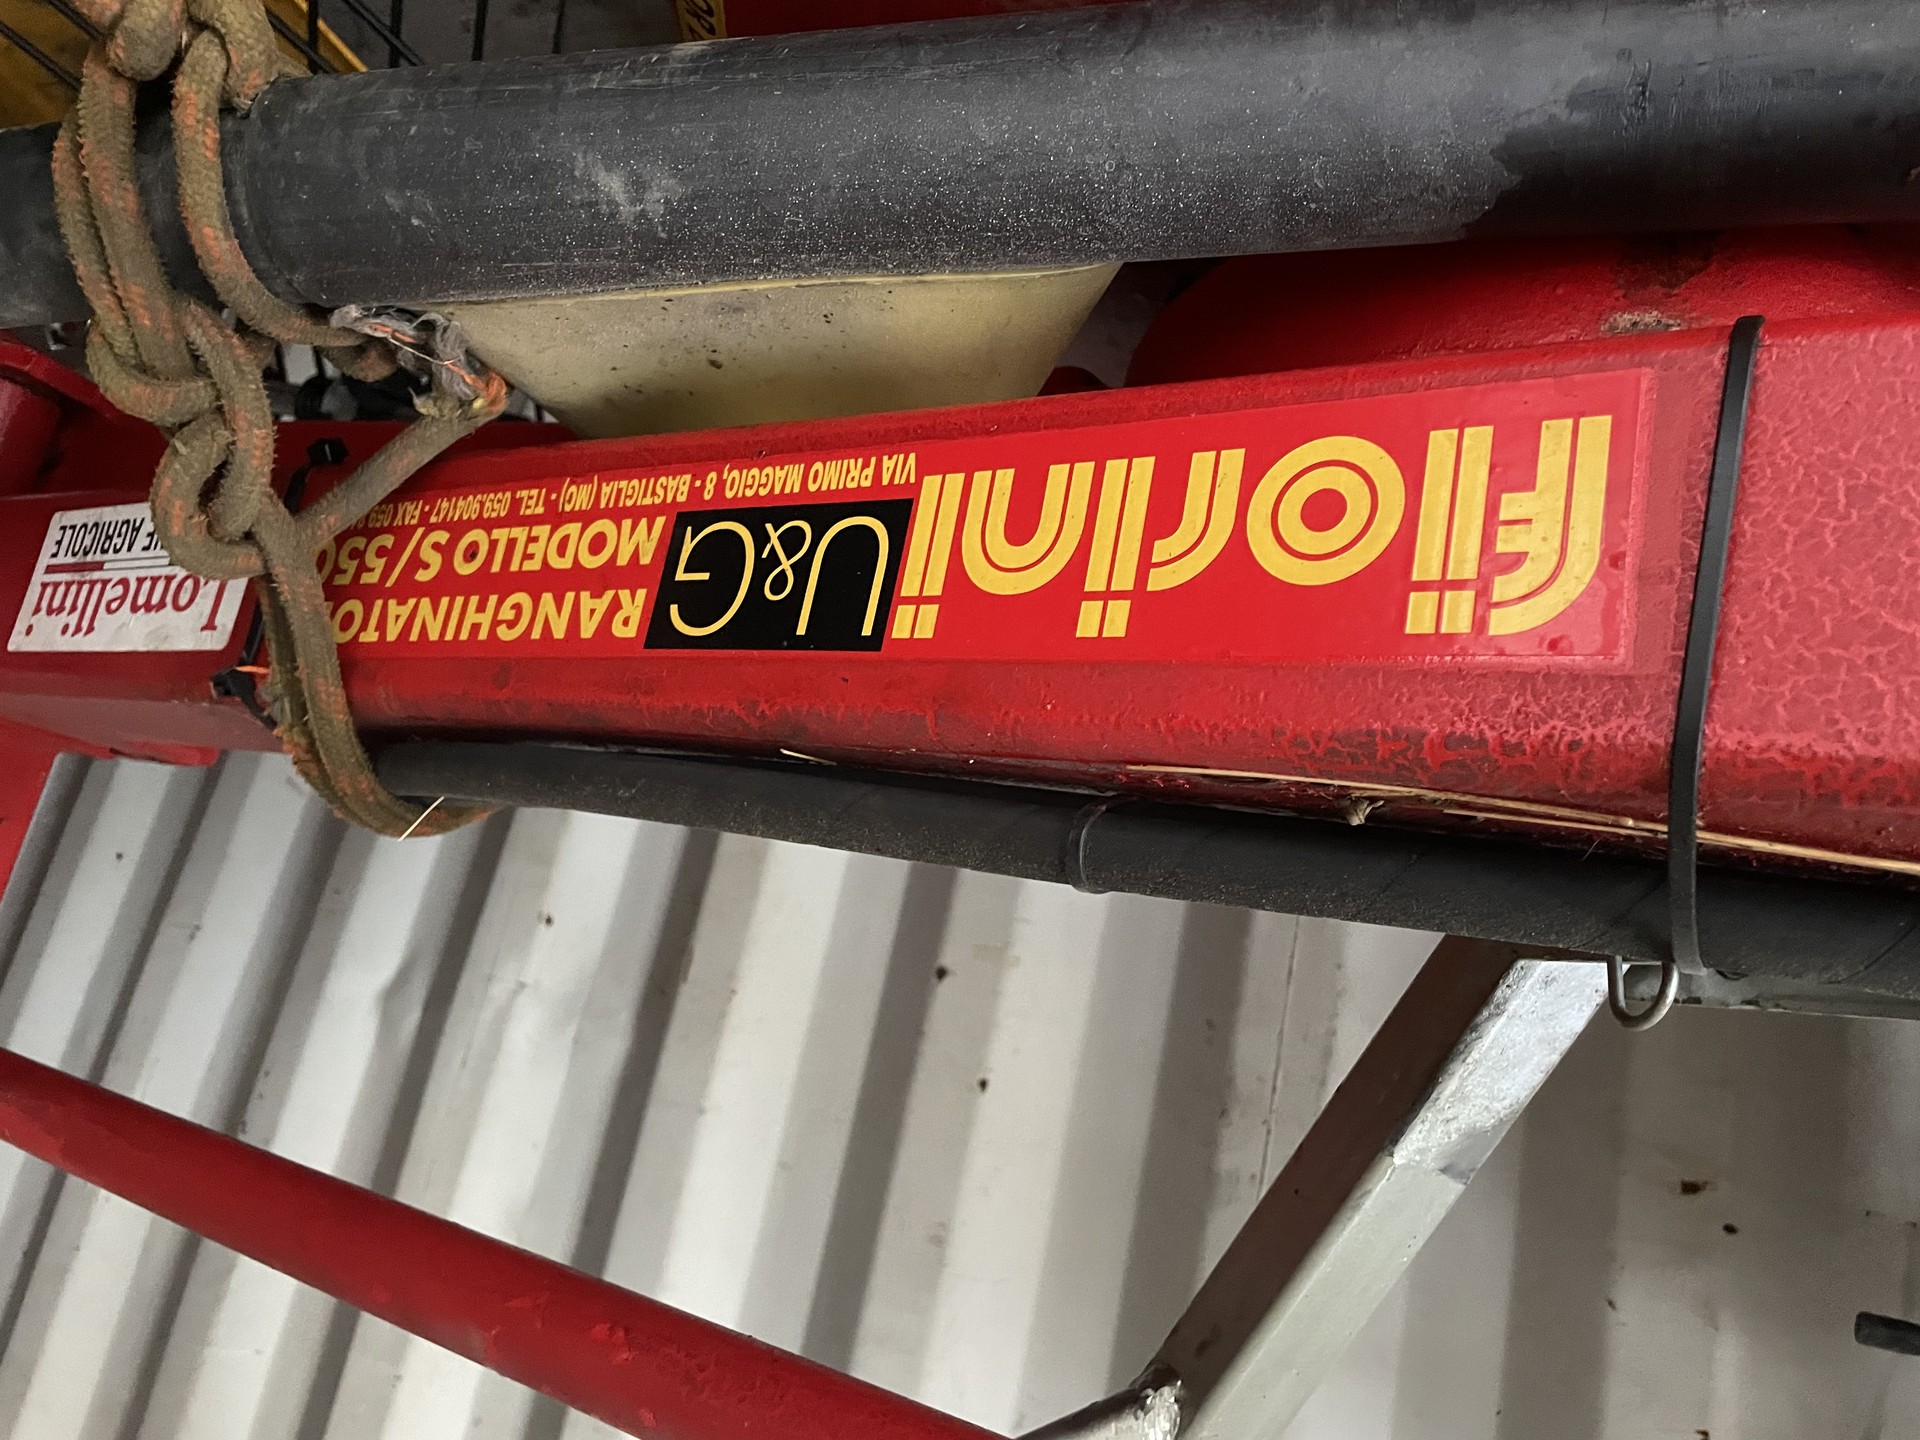 fiorini
U&G
VIA PRIMO MAGGIO, 8 - BASTIGLIA (MO) - TEL. 059.904147 - FAX 059
RANGHINATO
MODELLO S/550
Lomellini
AGRICOLE